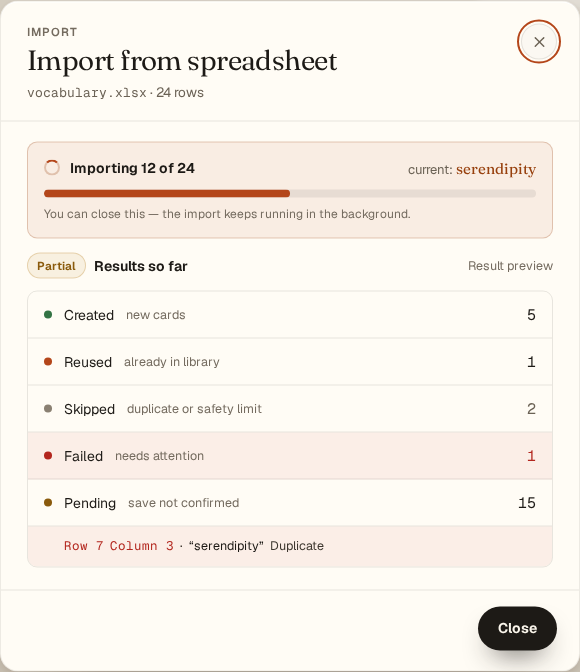 IMPORT
Import from spreadsheet
vocabulary.xlsx · 24 rows
Importing 12 of 24
current: serendipity
You can close this — the import keeps running in the background.
Partial Results so far
Result preview
Created new cards 5
Reused already in library 1
Skipped duplicate or safety limit 2
Failed needs attention 1
Pending save not confirmed 15
Row 7 Column 3 · “serendipity” Duplicate
Close